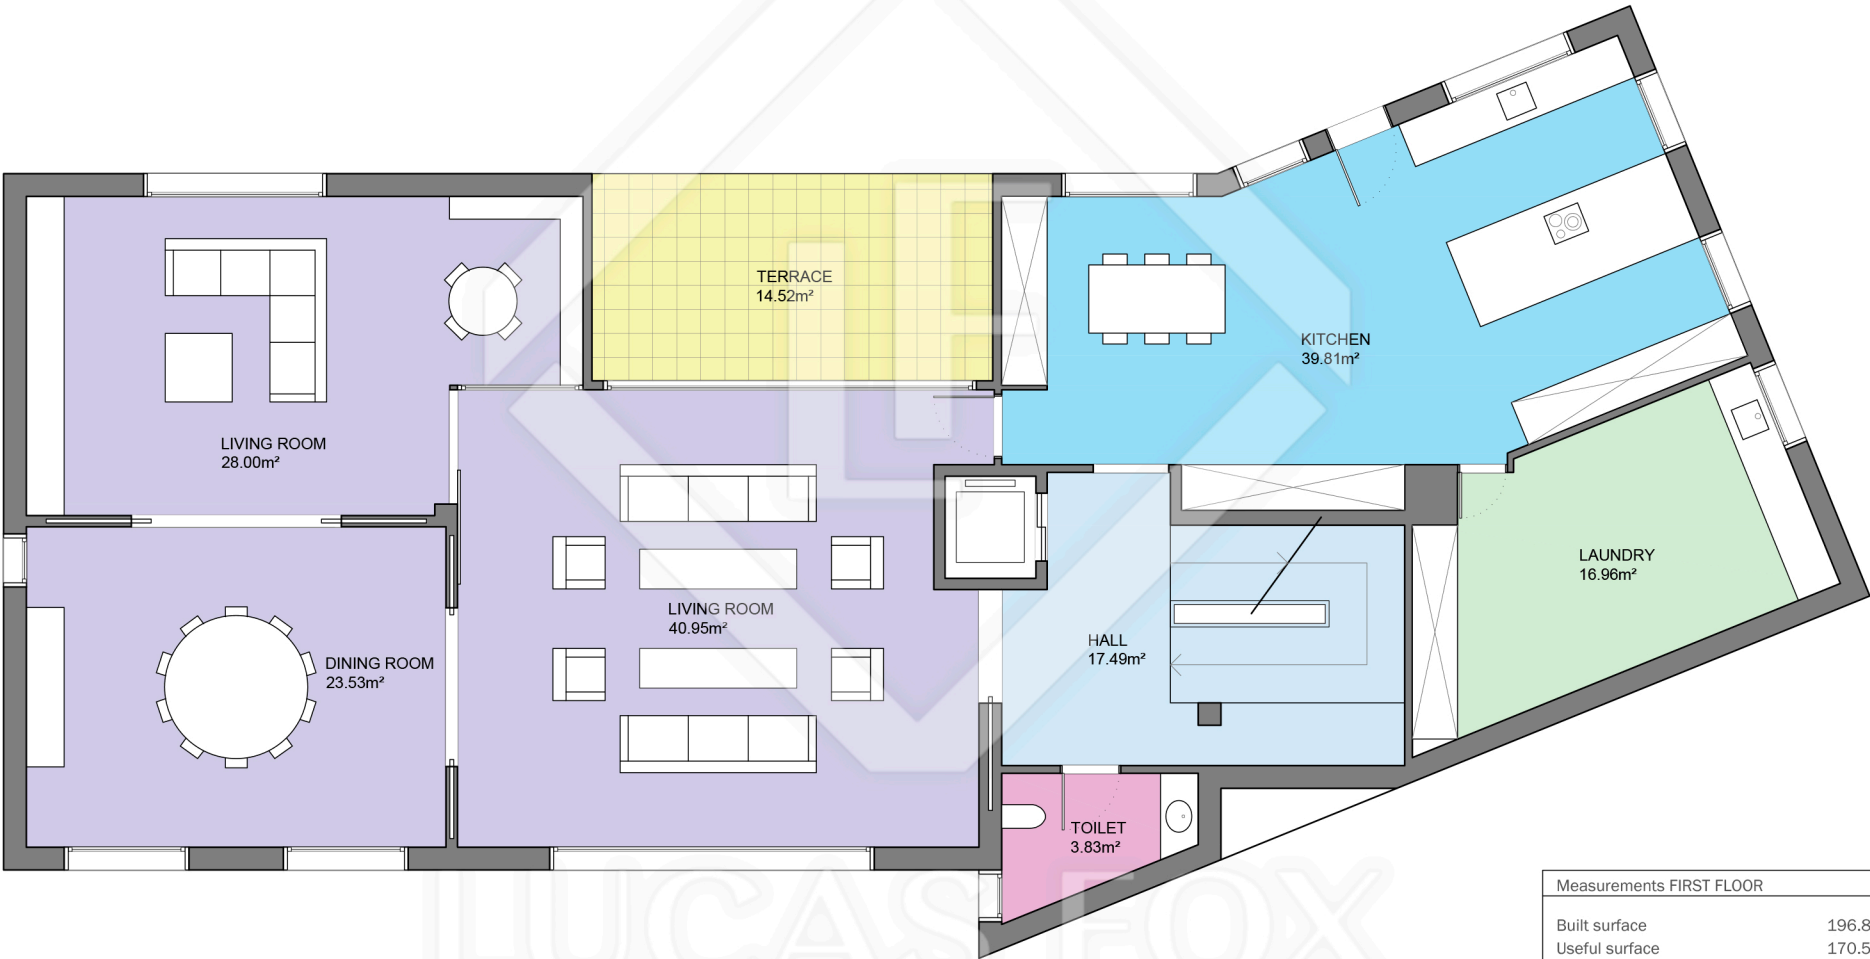 TERRACE
14.52m²
KITCHEN
39.81m²
LIVING ROOM
28.00m²
LAUNDRY
16.96m²
LIVING ROOM
40.95m²
HALL
17.49m²
DINING ROOM
23.53m²
TOILET
3.83m²
LUCAS FOX
Measurements FIRST FLOOR
Built surface 196.8
Useful surface 170.5